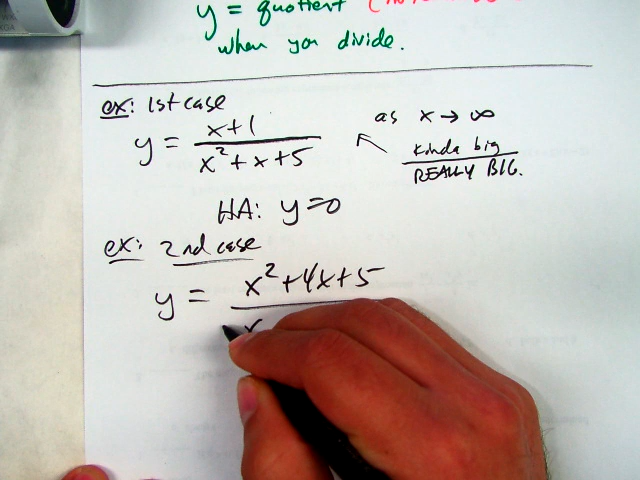 y = quotient
when you divide.
ex: 1st case
y = x+1 / x²+x+5
as x → ∞
kinda big
REALLY BIG.
HA: y=0
ex: 2nd case
y = x²+4x+5
x